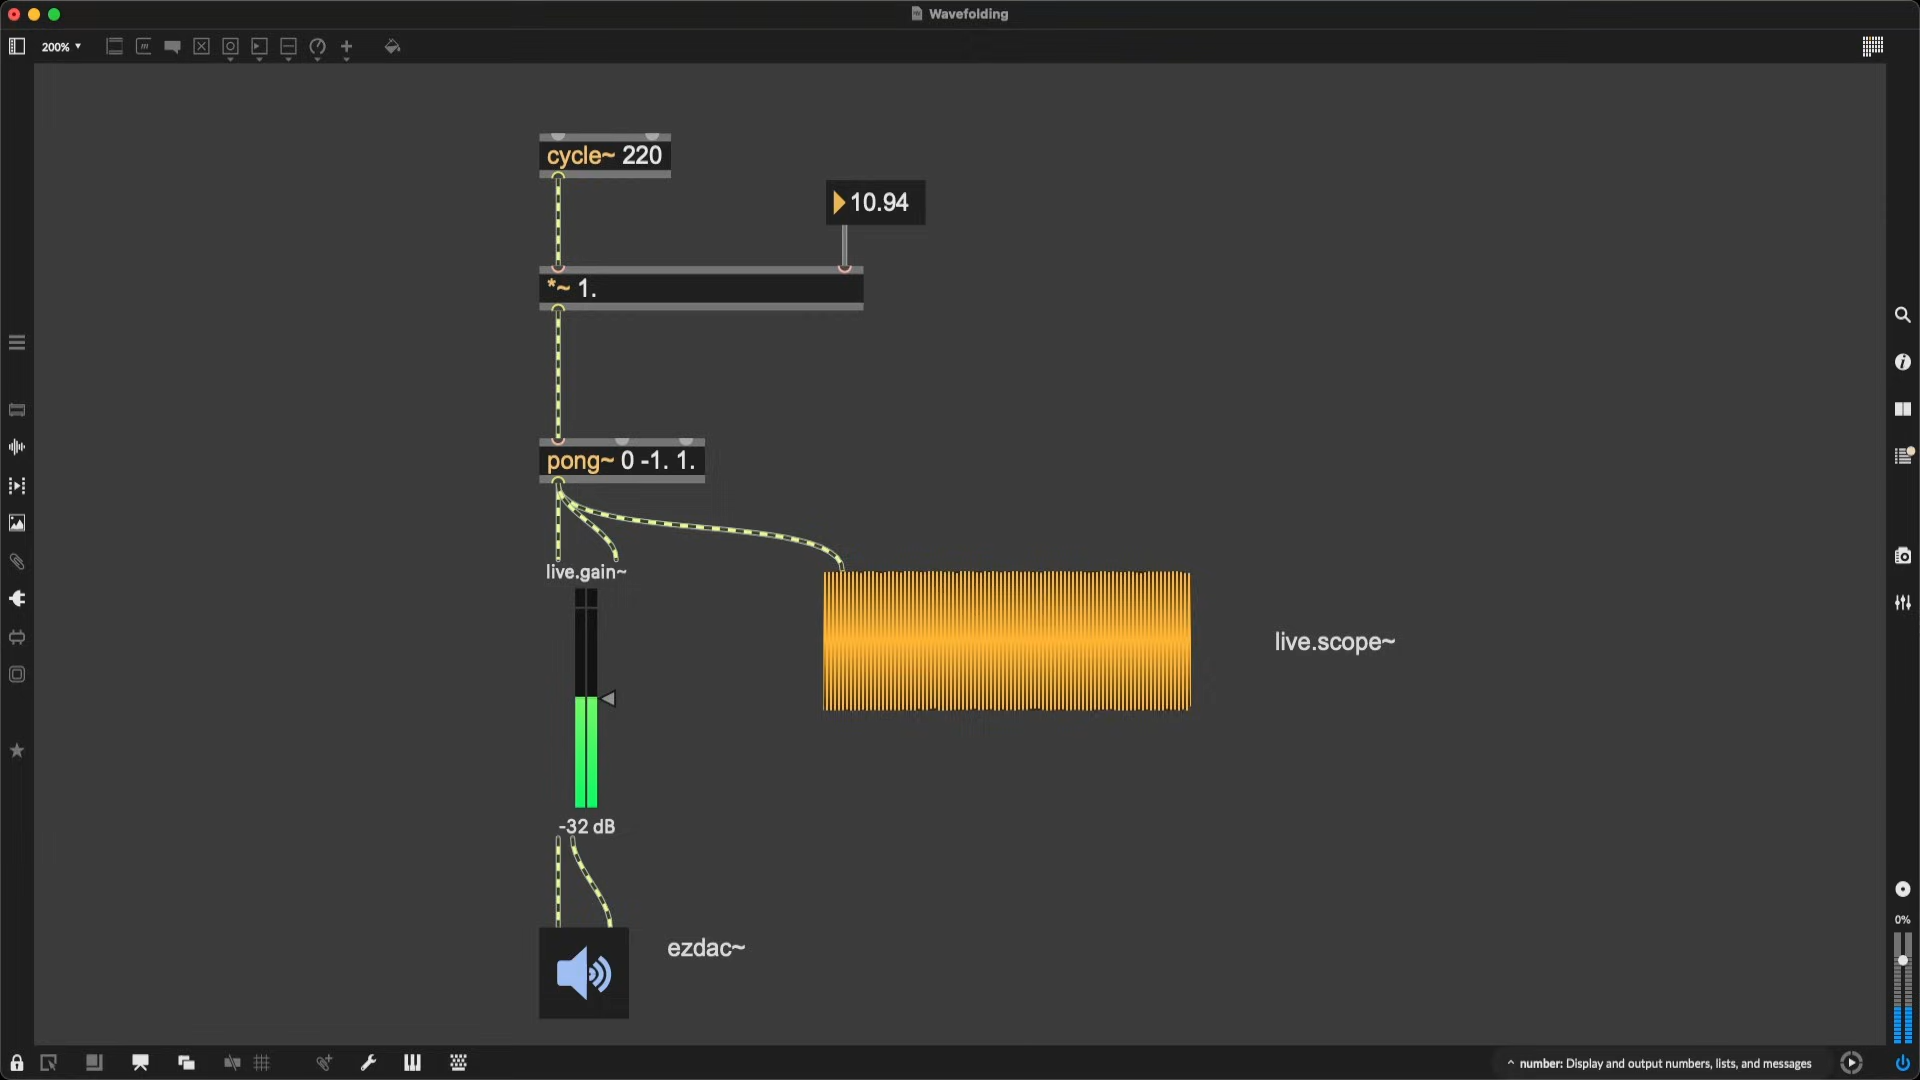 Wavefolding
200%
cycle~ 220
10.94
*~ 1.
pong~ 0 -1. 1.
live.gain~
live.scope~
-32 dB
ezdac~
0%
number: Display and output numbers, lists, and messages